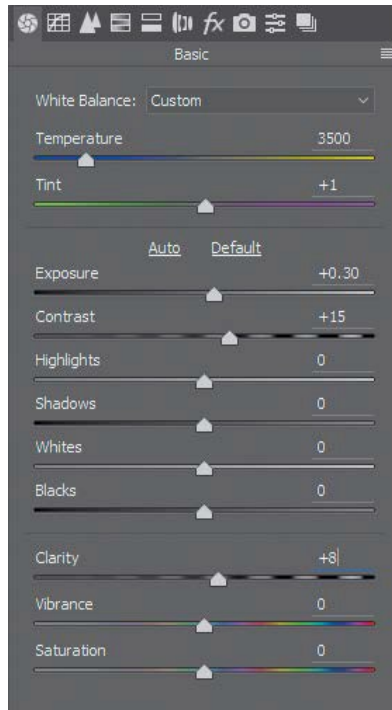 fx
Basic
White Balance: Custom
Temperature 3500
Tint +1
Auto Default
Exposure +0.30
Contrast +15
Highlights 0
Shadows 0
Whites 0
Blacks 0
Clarity +8
Vibrance 0
Saturation 0